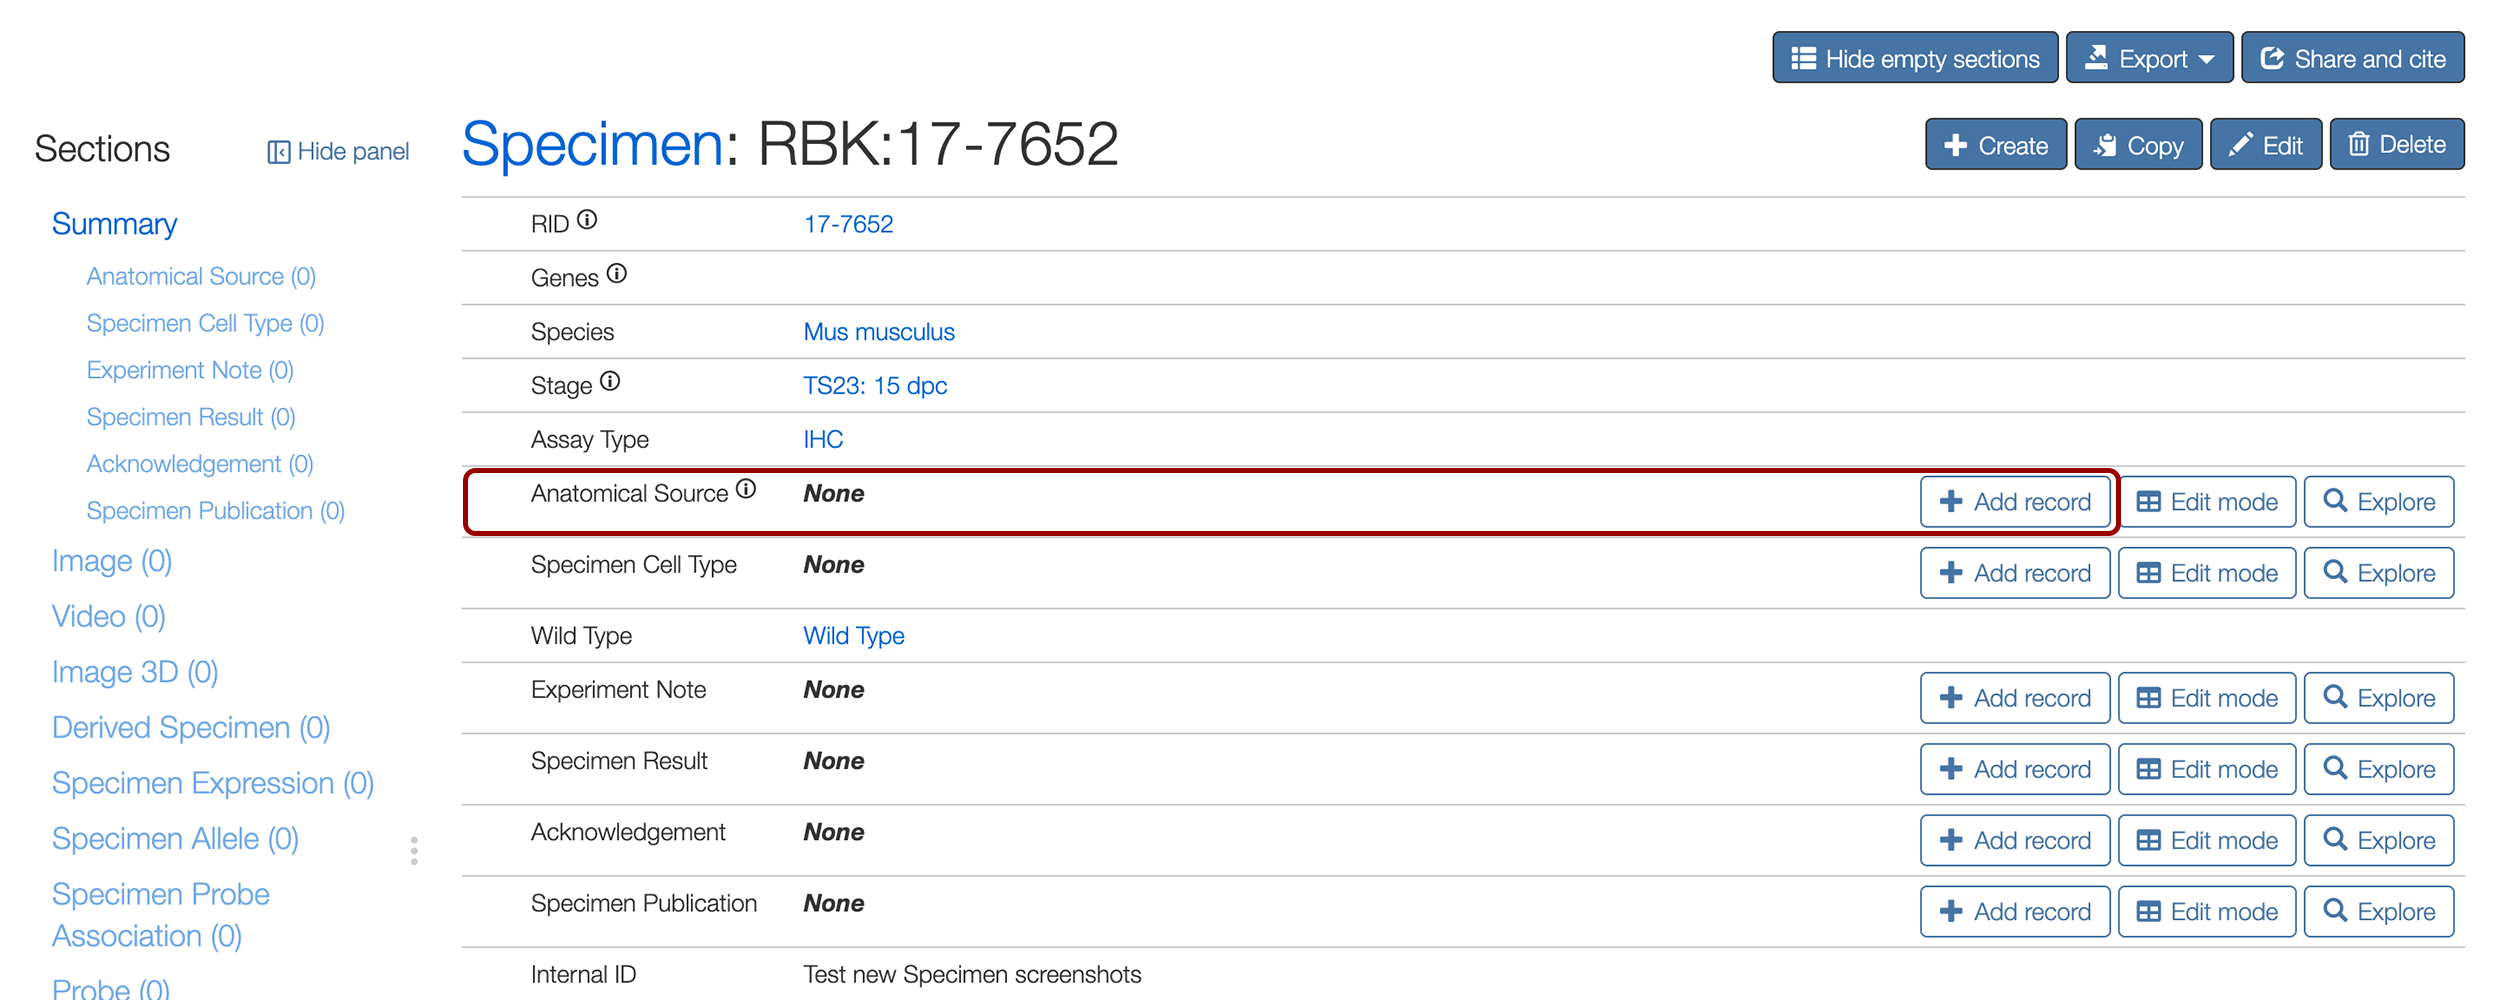 Hide empty sections Export Share and cite
Sections Hide panel
Specimen: RBK:17-7652
Create Copy Edit Delete
Summary
Anatomical Source (0)
Specimen Cell Type (0)
Experiment Note (0)
Specimen Result (0)
Acknowledgement (0)
Specimen Publication (0)
Image (0)
Video (0)
Image 3D (0)
Derived Specimen (0)
Specimen Expression (0)
Specimen Allele (0)
Specimen Probe
Association (0)
Probe (0)
RID 17-7652
Genes
Species Mus musculus
Stage TS23: 15 dpc
Assay Type IHC
Anatomical Source None Add record Edit mode Explore
Specimen Cell Type None Add record Edit mode Explore
Wild Type Wild Type
Experiment Note None Add record Edit mode Explore
Specimen Result None Add record Edit mode Explore
Acknowledgement None Add record Edit mode Explore
Specimen Publication None Add record Edit mode Explore
Internal ID Test new Specimen screenshots